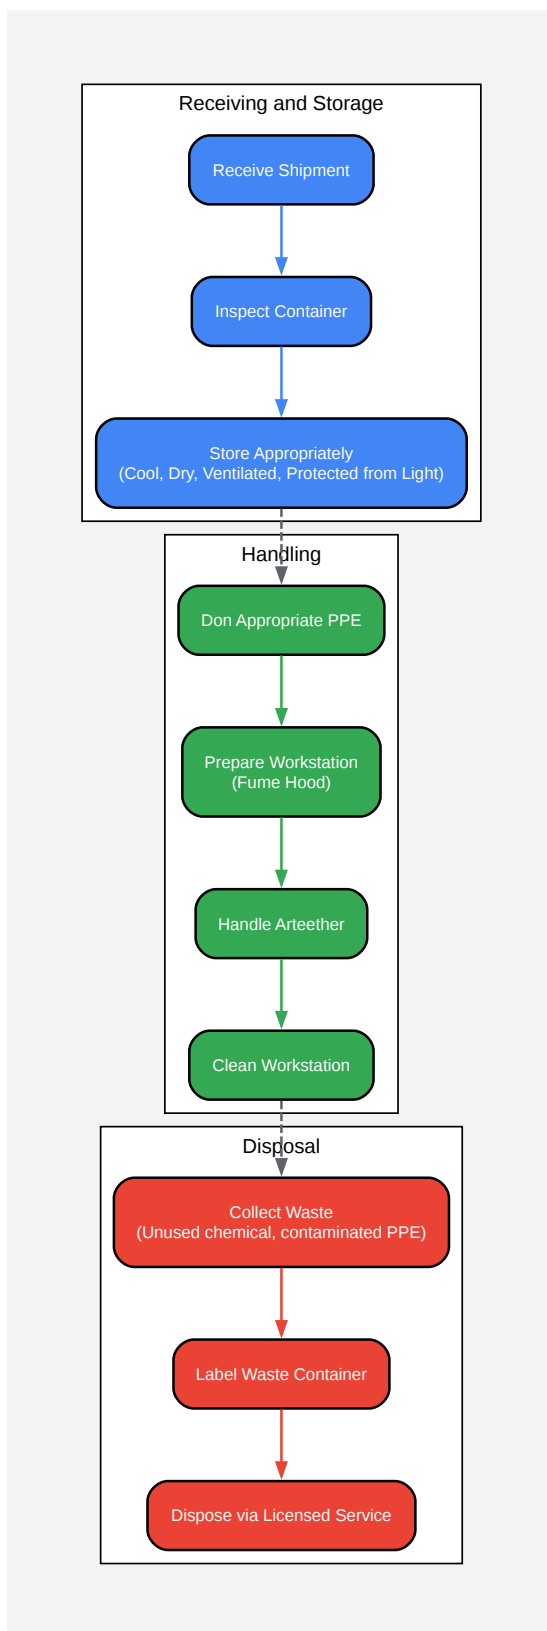 Receiving and Storage
Receive Shipment
Inspect Container
Store Appropriately
(Cool, Dry, Ventilated, Protected from Light)
Handling
Don Appropriate PPE
Prepare Workstation
(Fume Hood)
Handle Arteether
Clean Workstation
Disposal
Collect Waste
(Unused chemical, contaminated PPE)
Label Waste Container
Dispose via Licensed Service